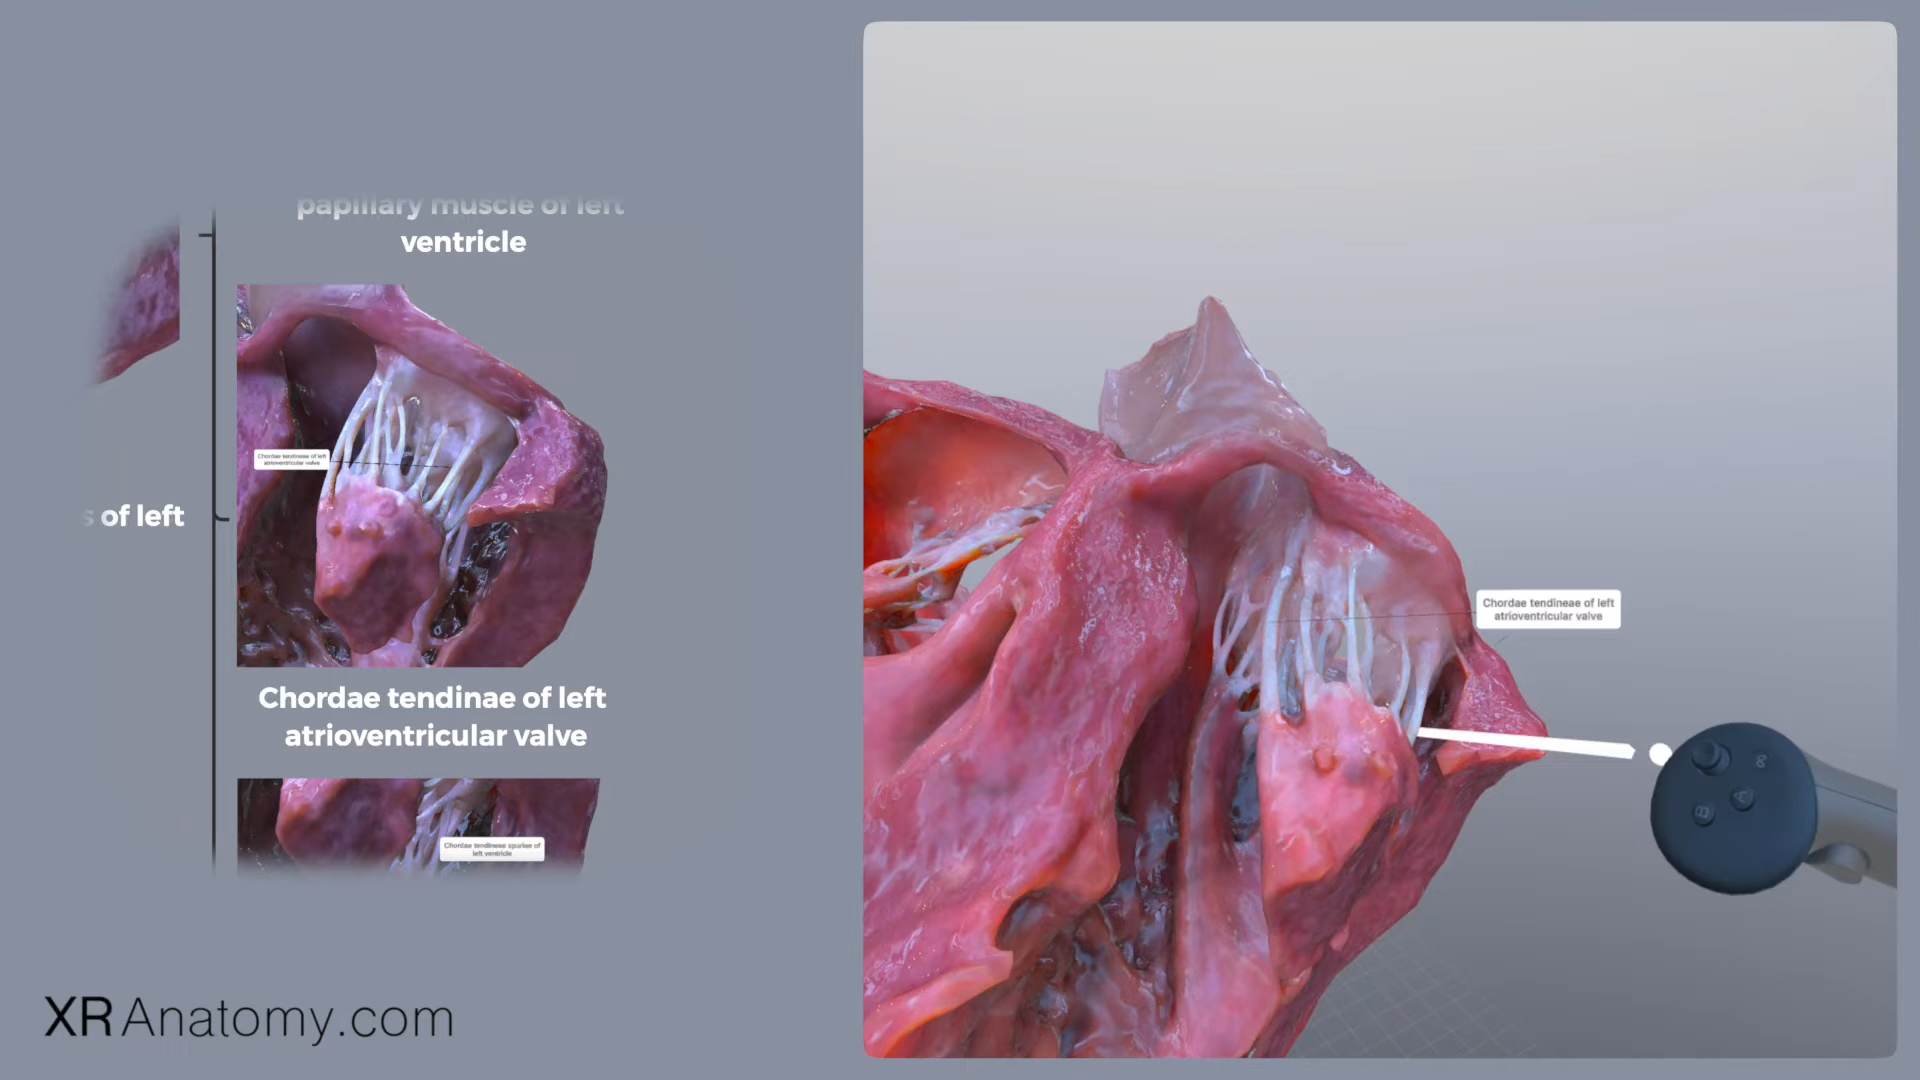 papillary muscle of left
ventricle
Chordae tendineae of left
atrioventricular valve
s of left
Chordae tendinae of left
atrioventricular valve
Chordae tendineae spuriae of
left ventricle
Chordae tendineae of left
atrioventricular valve
A
B
XRAnatomy.com